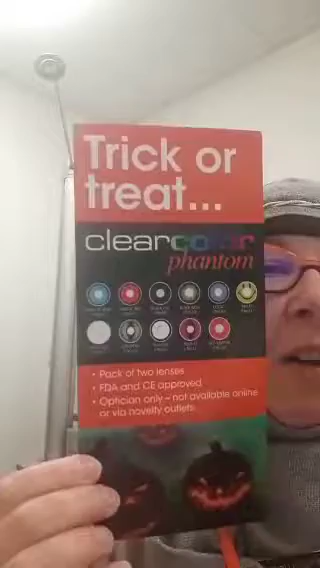 Trick or
treat...
clearcolor
phantom
• Pack of two lenses
• FDA and CE approved
• Optician only – not available online
or via novelty outlets.